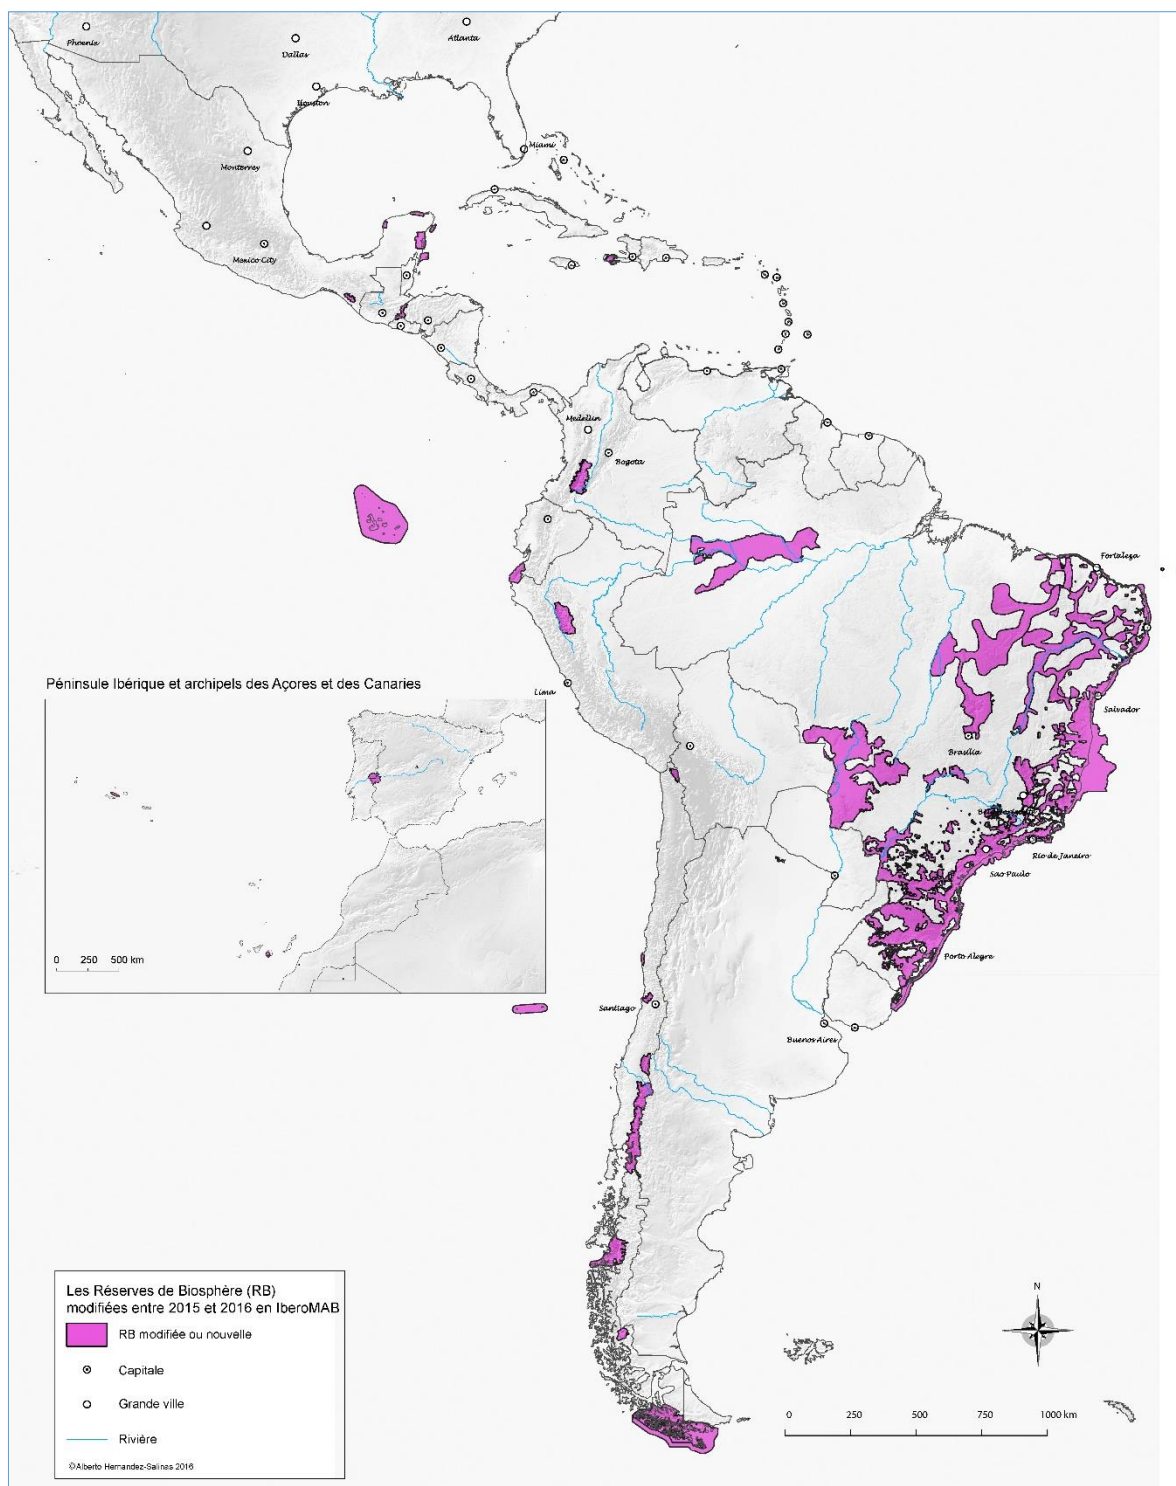 Phoenix
Dallas
Atlanta
Houston
Miami
Monterrey
Mexico City
Medellín
Bogota
Fortaleza
Péninsule Ibérique et archipels des Açores et des Canaries
Lima
Salvador
Brasília
Rio de Janeiro
Sao Paulo
Porto Alegre
0 250 500 km
Santiago
Buenos Aires
Les Réserves de Biosphère (RB)
modifiées entre 2015 et 2016 en IberoMAB
RB modifiée ou nouvelle
Capitale
Grande ville
Rivière
©Alberto Hernandez-Salinas 2016
N
0 250 500 750 1000 km